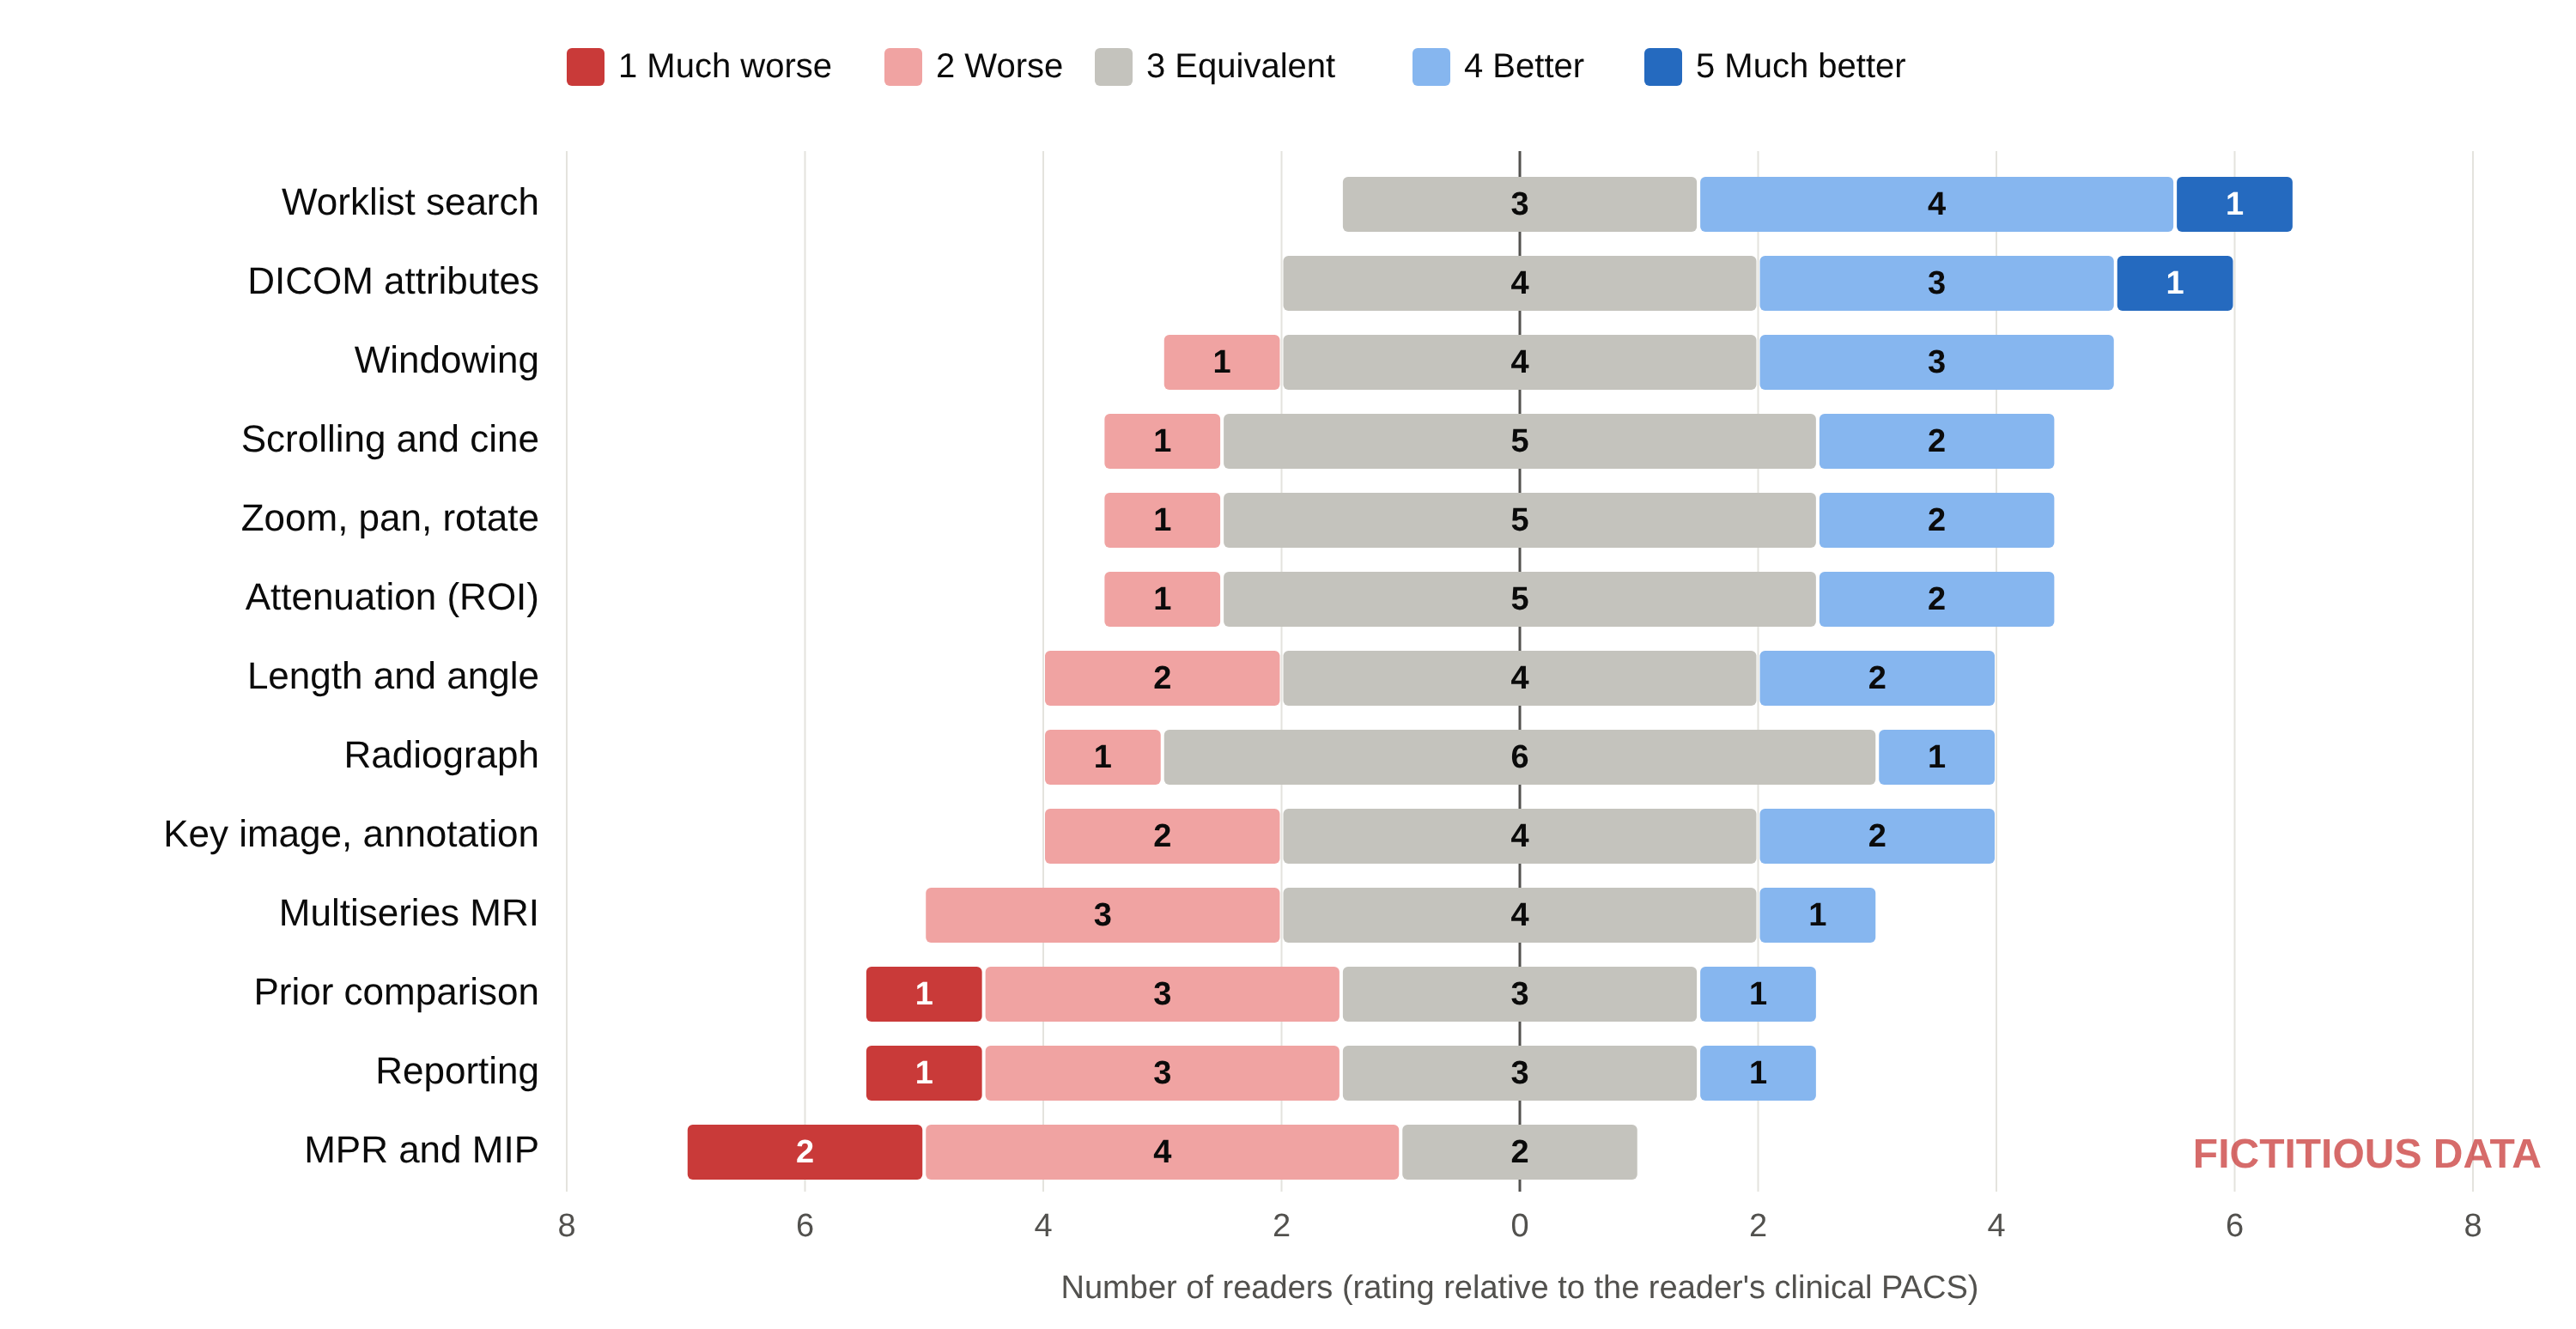 1 Much worse 2 Worse 3 Equivalent 4 Better 5 Much better
Worklist search 3 4 1
DICOM attributes 4 3 1
Windowing 1 4 3
Scrolling and cine 1 5 2
Zoom, pan, rotate 1 5 2
Attenuation (ROI) 1 5 2
Length and angle 2 4 2
Radiograph 1 6 1
Key image, annotation 2 4 2
Multiseries MRI 3 4 1
Prior comparison 1 3 3 1
Reporting 1 3 3 1
MPR and MIP 2 4 2 FICTITIOUS DATA
8 6 4 2 0 2 4 6 8
Number of readers (rating relative to the reader's clinical PACS)